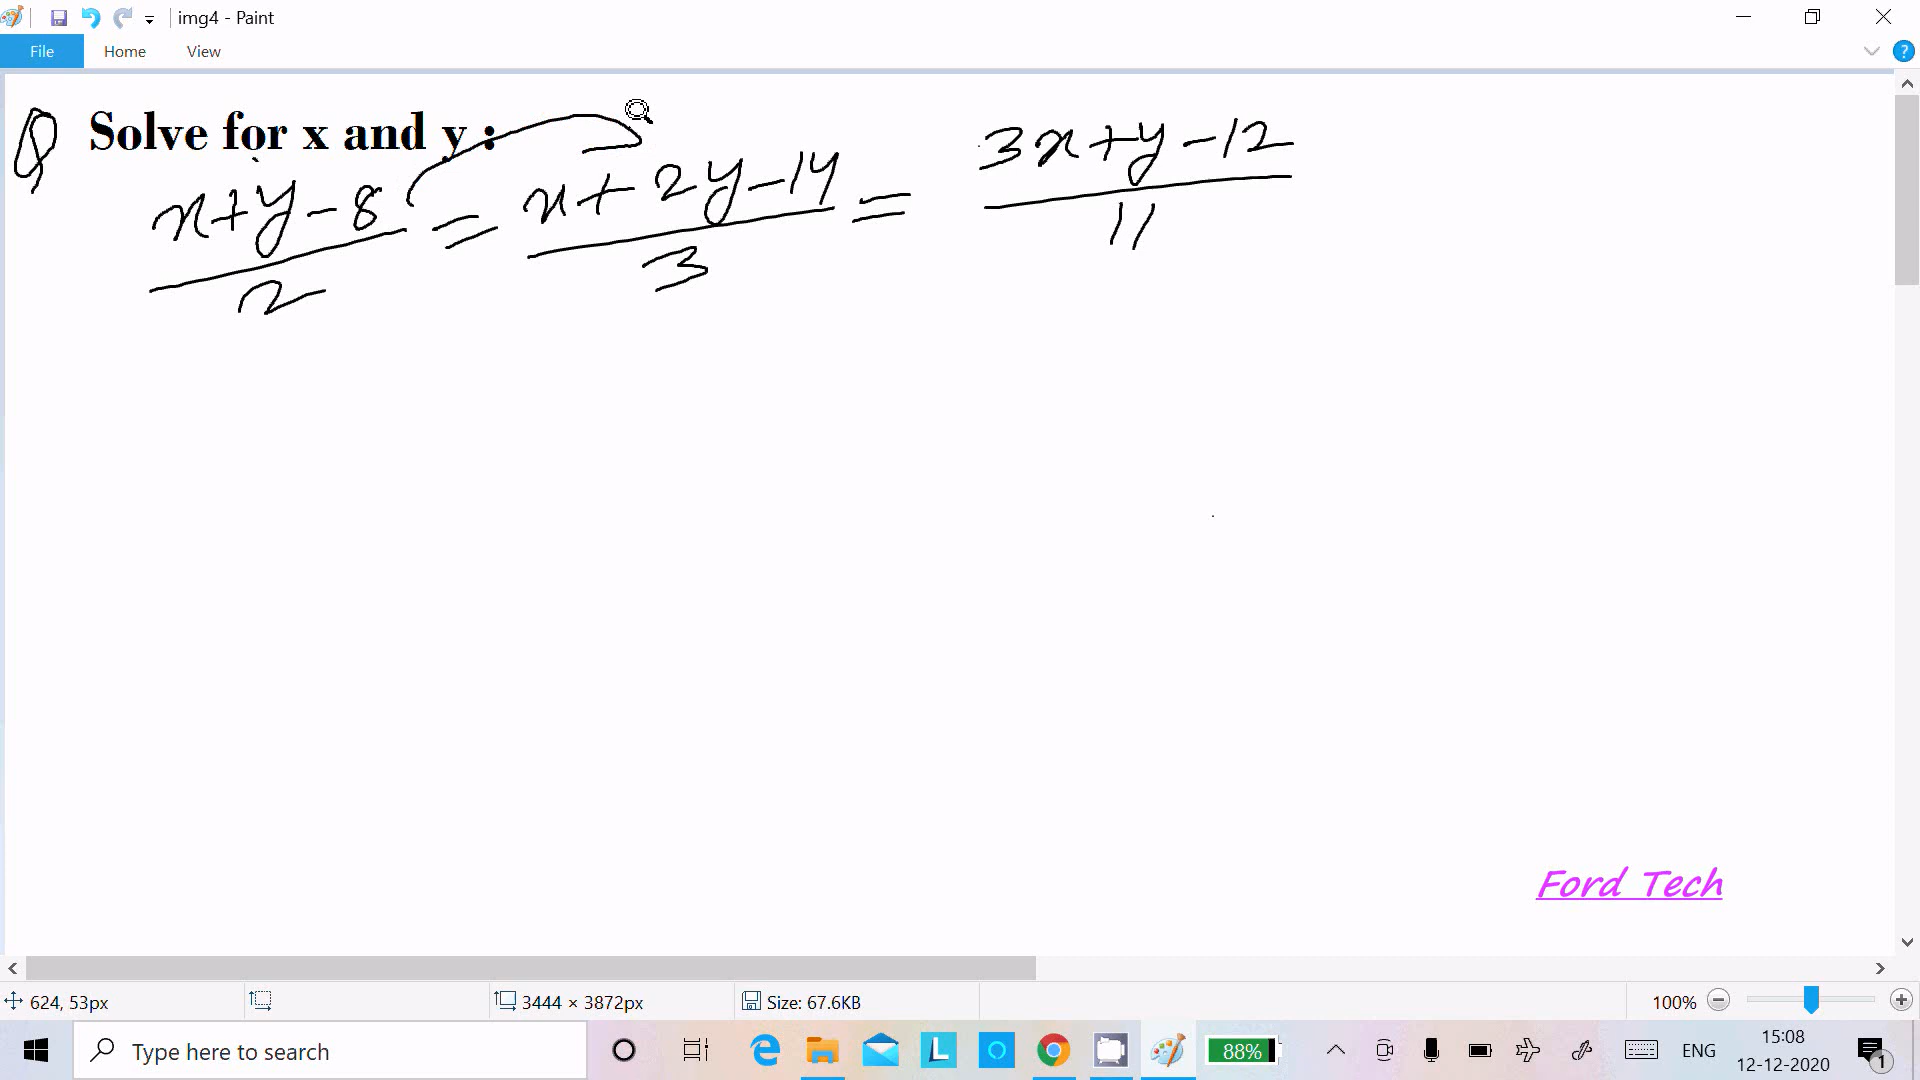 img4 - Paint
File Home View
Q Solve for x and y :
x+y-8/2 = x+2y-14/3 = 3x+y-12/11
Ford Tech
624, 53px 3444 × 3872px Size: 67.6KB 100%
Type here to search 88% ENG 15:08
12-12-2020 1